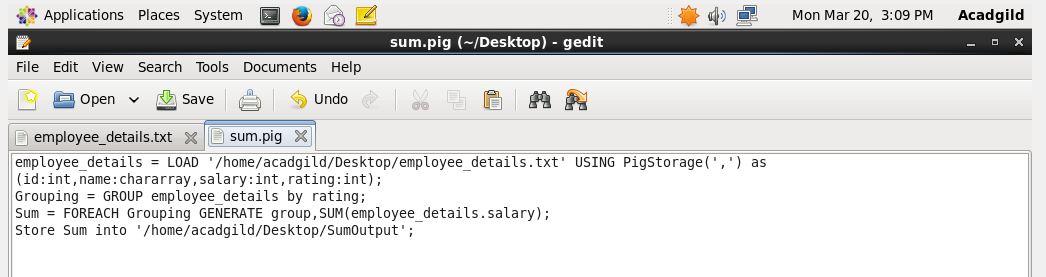 Applications Places System Mon Mar 20, 3:09 PM Acadgild
sum.pig (~/Desktop) - gedit
File Edit View Search Tools Documents Help
Open Save Undo
employee_details.txt sum.pig
employee_details = LOAD '/home/acadgild/Desktop/employee_details.txt' USING PigStorage(',') as
(id:int,name:chararray,salary:int,rating:int);
Grouping = GROUP employee_details by rating;
Sum = FOREACH Grouping GENERATE group,SUM(employee_details.salary);
Store Sum into '/home/acadgild/Desktop/SumOutput';